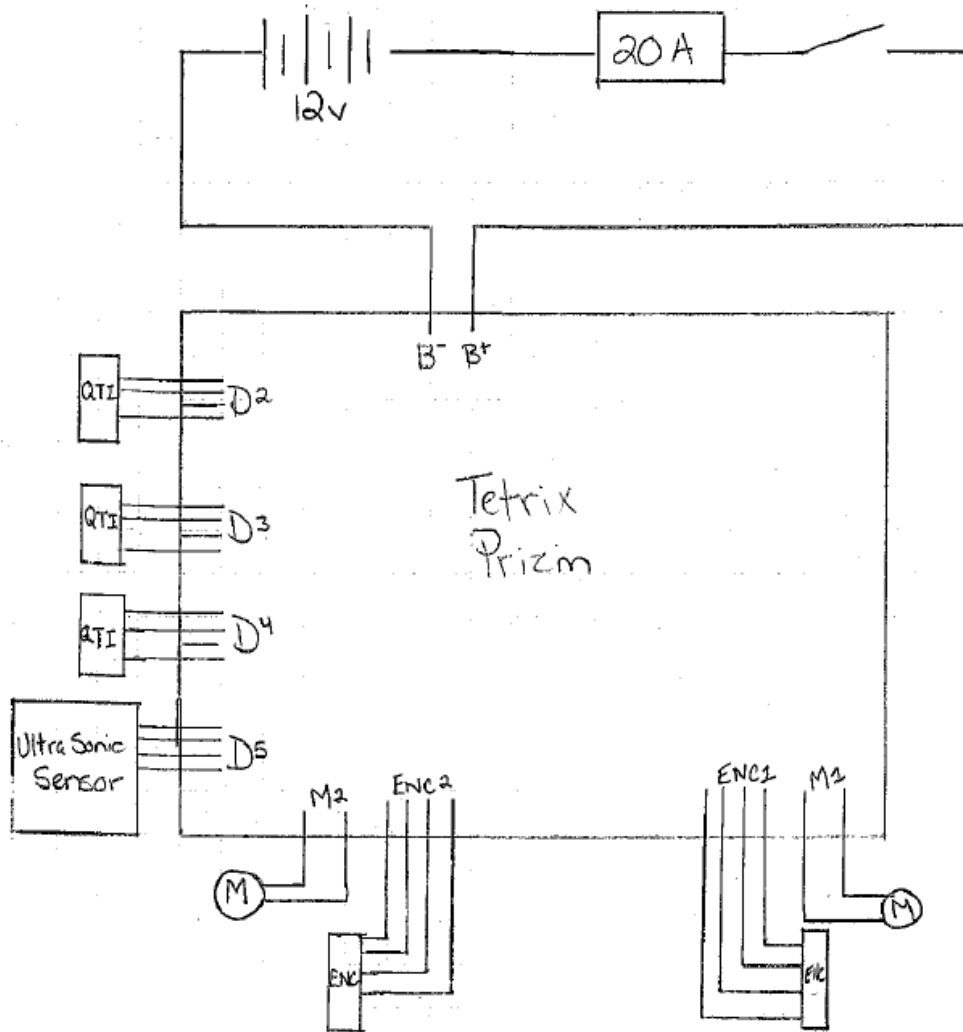 20A
12v
B- B+
QTI
D2
QTI
D3
Tetrix
Prizm
QTI
D4
Ultra Sonic
Sensor
D5
M2
ENC2
ENC1
M1
M
M
ENC
ENC